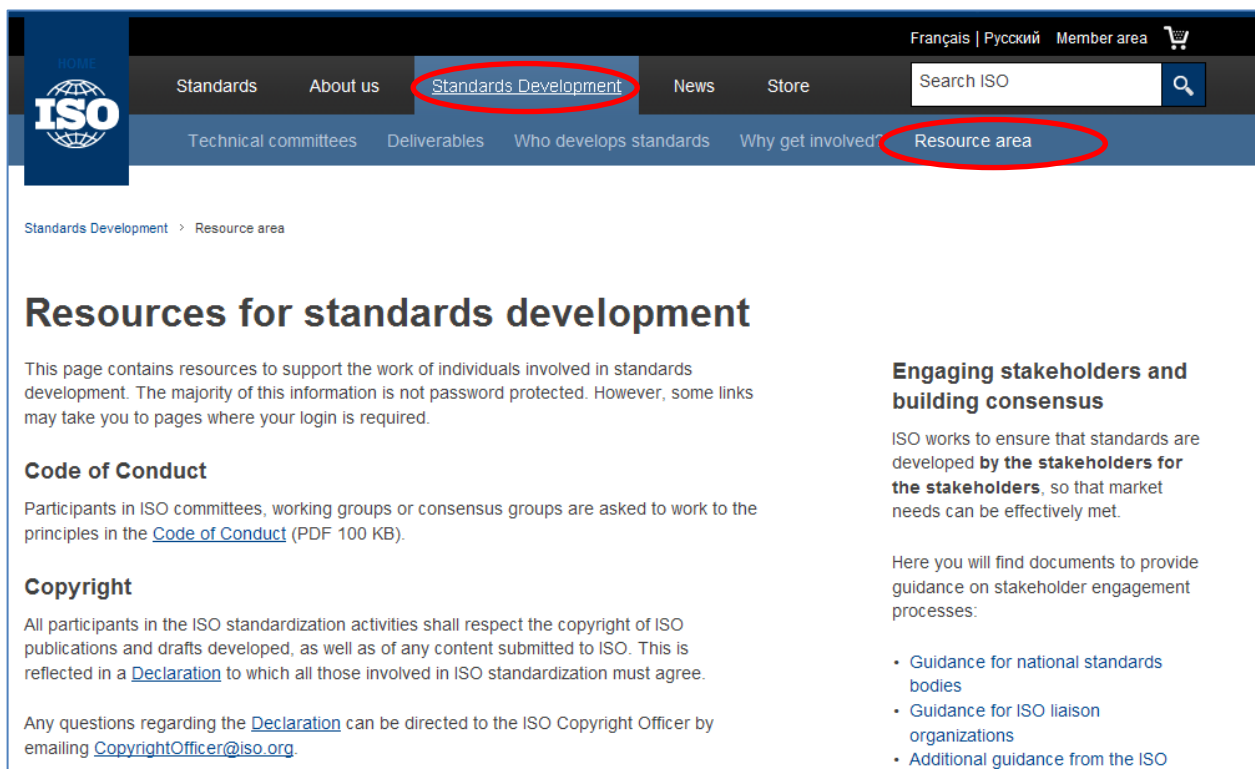 Français | Русский Member area
HOME
ISO
Standards About us Standards Development News Store
Search ISO
Technical committees Deliverables Who develops standards Why get involved? Resource area
Standards Development > Resource area
Resources for standards development
This page contains resources to support the work of individuals involved in standards
development. The majority of this information is not password protected. However, some links
may take you to pages where your login is required.
Code of Conduct
Participants in ISO committees, working groups or consensus groups are asked to work to the
principles in the Code of Conduct (PDF 100 KB).
Copyright
All participants in the ISO standardization activities shall respect the copyright of ISO
publications and drafts developed, as well as of any content submitted to ISO. This is
reflected in a Declaration to which all those involved in ISO standardization must agree.
Any questions regarding the Declaration can be directed to the ISO Copyright Officer by
emailing CopyrightOfficer@iso.org.
Engaging stakeholders and
building consensus
ISO works to ensure that standards are
developed by the stakeholders for
the stakeholders, so that market
needs can be effectively met.
Here you will find documents to provide
guidance on stakeholder engagement
processes:
• Guidance for national standards
bodies
• Guidance for ISO liaison
organizations
• Additional guidance from the ISO